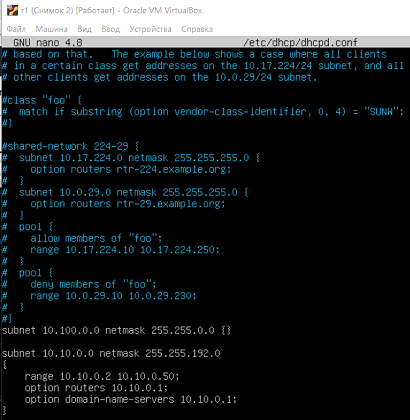 r1 (Снимок 2) [Работает] - Oracle VM VirtualBox
Файл Машина Вид Ввод Устройства Справка
GNU nano 4.8 /etc/dhcp/dhcpd.conf
# based on that. The example below shows a case where all clients
# in a certain class get addresses on the 10.17.224/24 subnet, and all
# other clients get addresses on the 10.0.29/24 subnet.
#class "foo" {
# match if substring (option vendor-class-identifier, 0, 4) = "SUNW";
#}
#shared-network 224-29 {
# subnet 10.17.224.0 netmask 255.255.255.0 {
# option routers rtr-224.example.org;
# }
# subnet 10.0.29.0 netmask 255.255.255.0 {
# option routers rtr-29.example.org;
# }
# pool {
# allow members of "foo";
# range 10.17.224.10 10.17.224.250;
# }
# pool {
# deny members of "foo";
# range 10.0.29.10 10.0.29.230;
# }
#}
subnet 10.100.0.0 netmask 255.255.0.0 {}
subnet 10.10.0.0 netmask 255.255.192.0
{
range 10.10.0.2 10.10.0.50;
option routers 10.10.0.1;
option domain-name-servers 10.10.0.1;
}